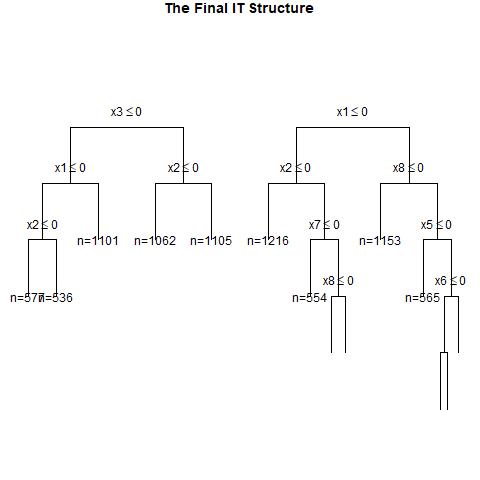 The Final IT Structure
x3 ≤ 0 x1 ≤ 0
x1 ≤ 0 x2 ≤ 0 x2 ≤ 0 x8 ≤ 0
x2 ≤ 0 x7 ≤ 0 x5 ≤ 0
n=1101 n=1062 n=1105 n=1216 n=1153
x8 ≤ 0 x6 ≤ 0
n=577 n=536 n=554 n=565